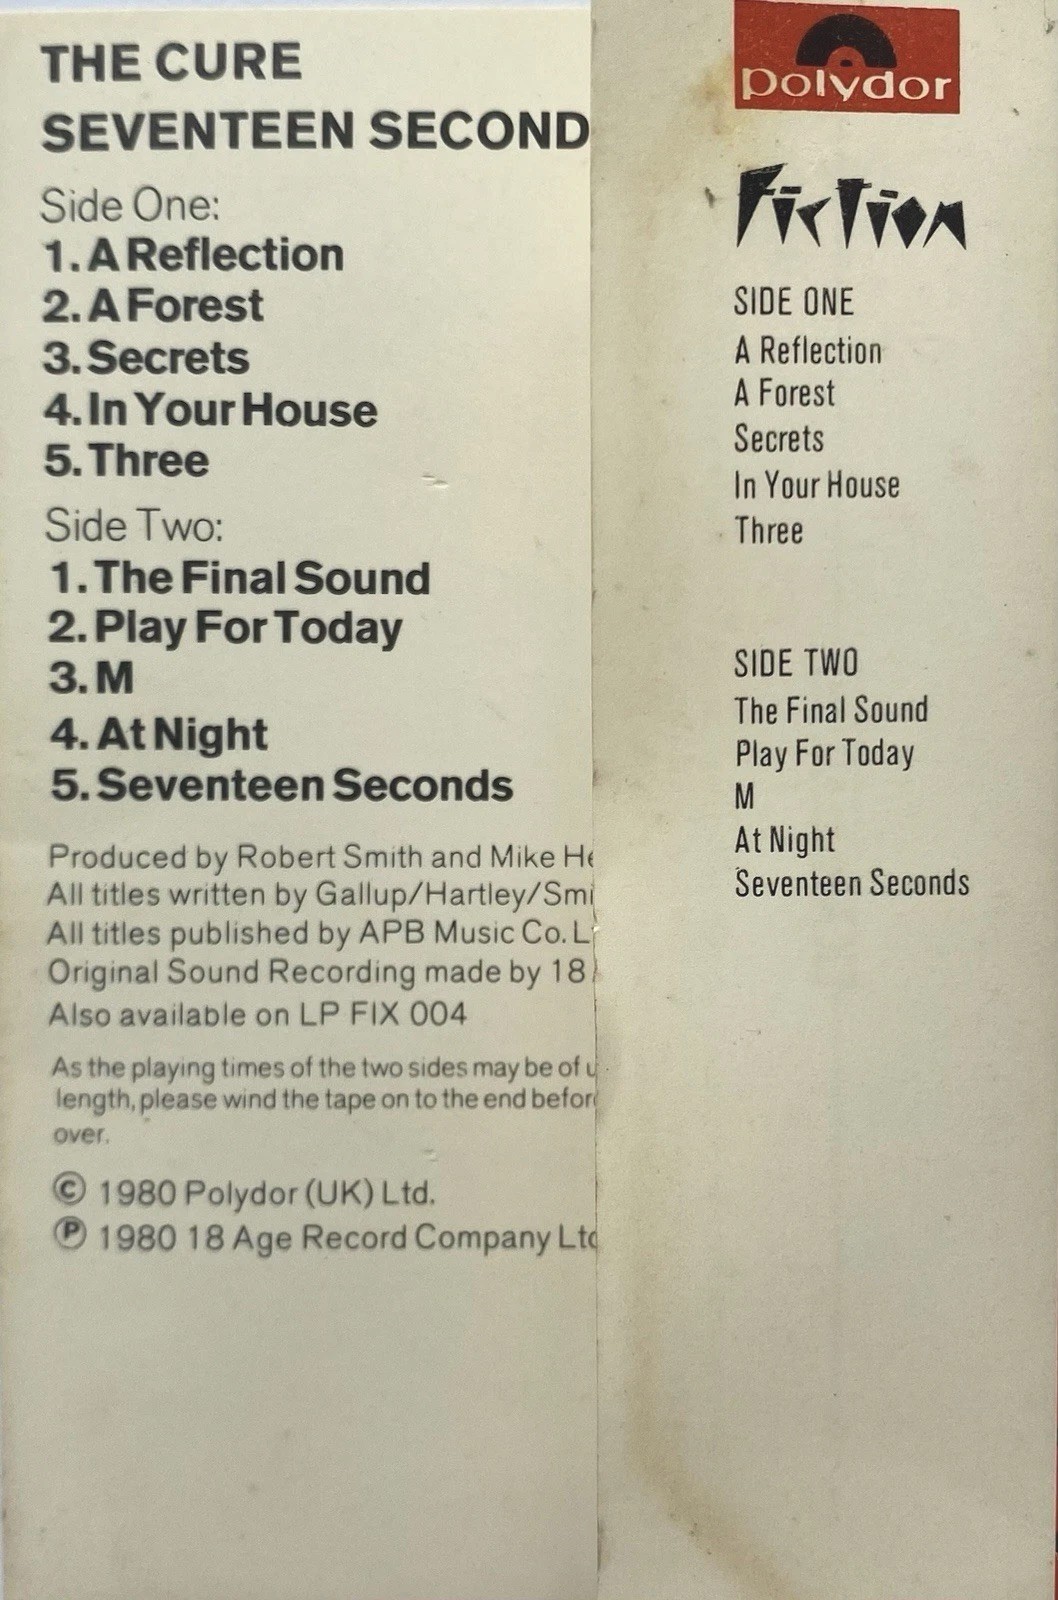 THE CURE
SEVENTEEN SECOND
Side One:
1. A Reflection
2. A Forest
3. Secrets
4. In Your House
5. Three
Side Two:
1. The Final Sound
2. Play For Today
3. M
4. At Night
5. Seventeen Seconds
Produced by Robert Smith and Mike He
All titles written by Gallup/Hartley/Smi
All titles published by APB Music Co. L
Original Sound Recording made by 18
Also available on LP FIX 004
As the playing times of the two sides may be of u
length, please wind the tape on to the end befor
over.
© 1980 Polydor (UK) Ltd.
℗ 1980 18 Age Record Company Ltd
polydor
Fiction
SIDE ONE
A Reflection
A Forest
Secrets
In Your House
Three
SIDE TWO
The Final Sound
Play For Today
M
At Night
Seventeen Seconds